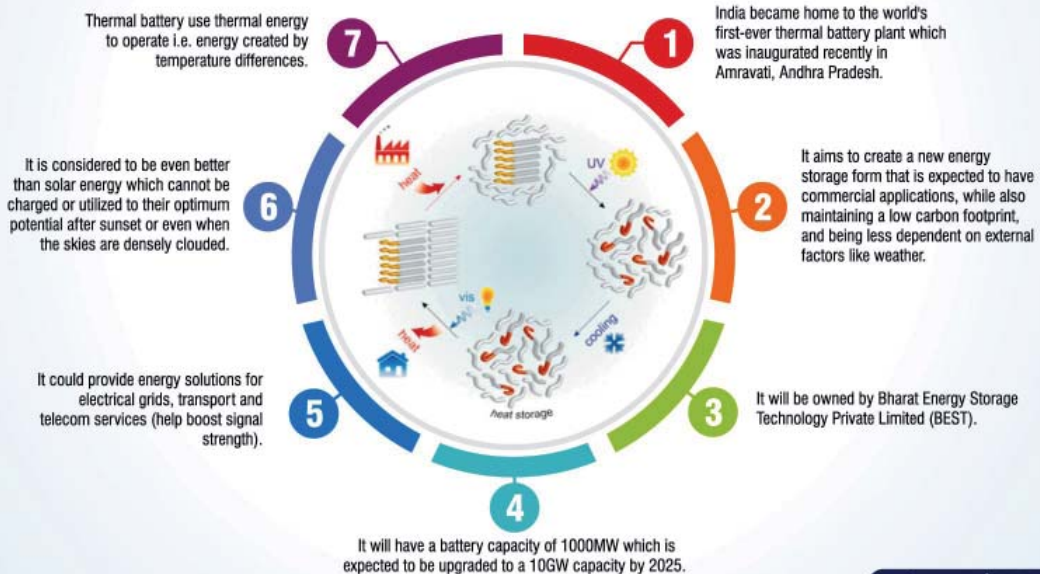 1
India became home to the world's
first-ever thermal battery plant which
was inaugurated recently in
Amravati, Andhra Pradesh.
2
It aims to create a new energy
storage form that is expected to have
commercial applications, while also
maintaining a low carbon footprint,
and being less dependent on external
factors like weather.
3
It will be owned by Bharat Energy Storage
Technology Private Limited (BEST).
4
It will have a battery capacity of 1000MW which is
expected to be upgraded to a 10GW capacity by 2025.
5
It could provide energy solutions for
electrical grids, transport and
telecom services (help boost signal
strength).
6
It is considered to be even better
than solar energy which cannot be
charged or utilized to their optimum
potential after sunset or even when
the skies are densely clouded.
7
Thermal battery use thermal energy
to operate i.e. energy created by
temperature differences.
heat
UV
cooling
heat storage
vis
heat